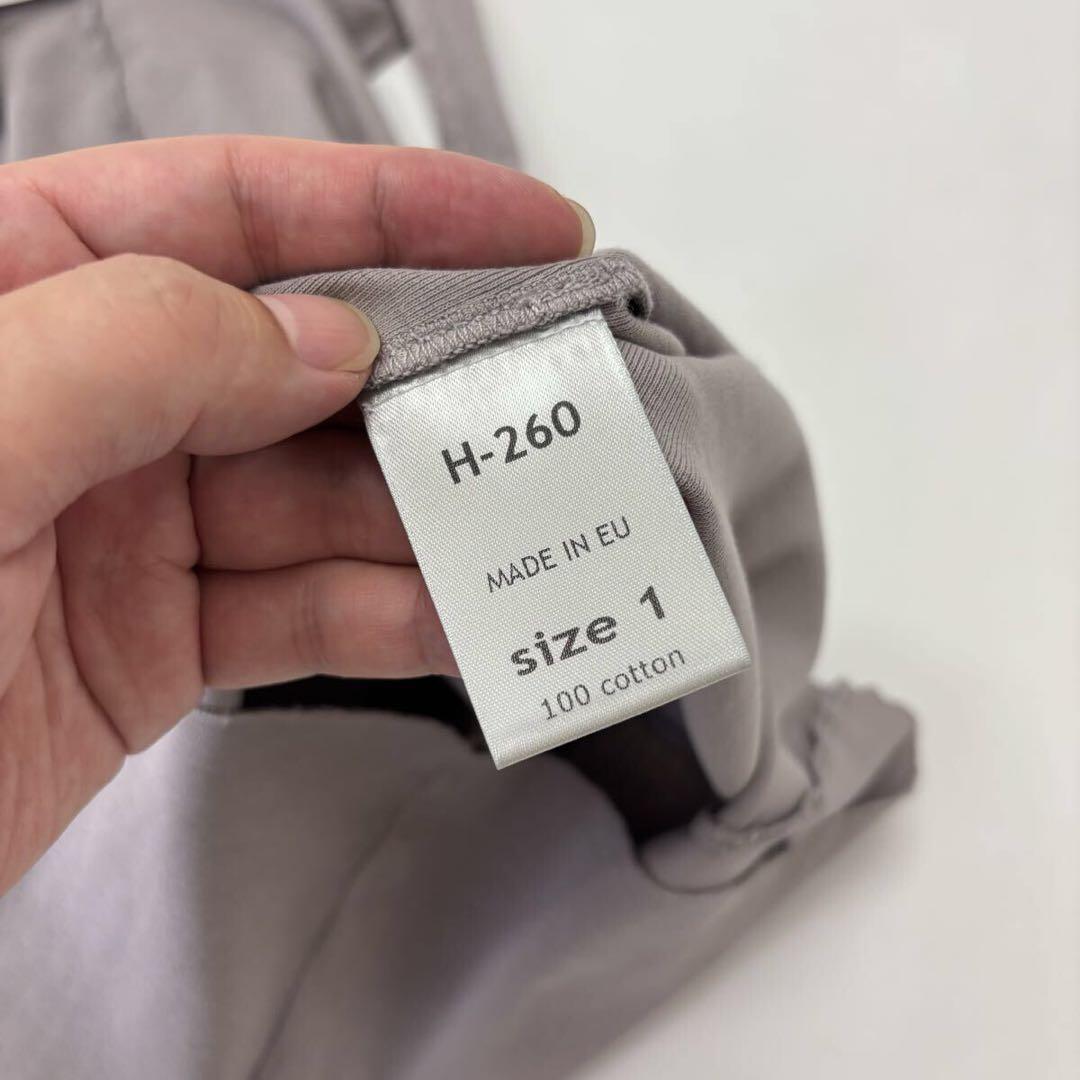 H-260
MADE IN EU
size 1
100 cotton